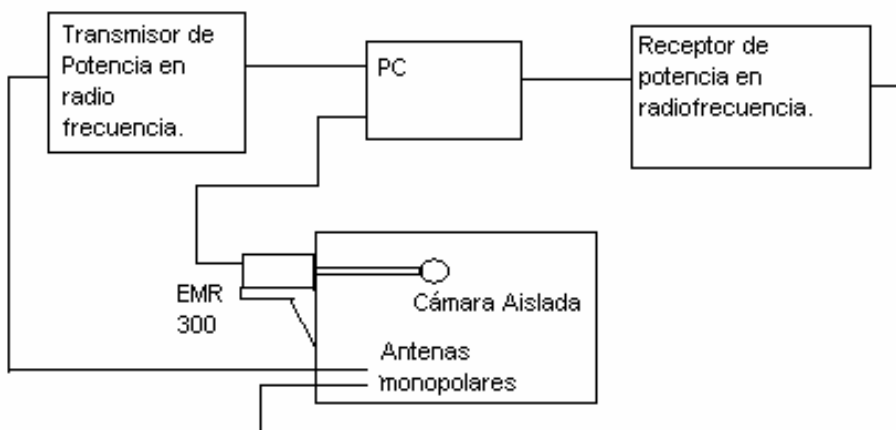 Transmisor de
Potencia en
radio
frecuencia.
PC
Receptor de
potencia en
radiofrecuencia.
EMR
300
Cámara Aislada
Antenas
monopolares